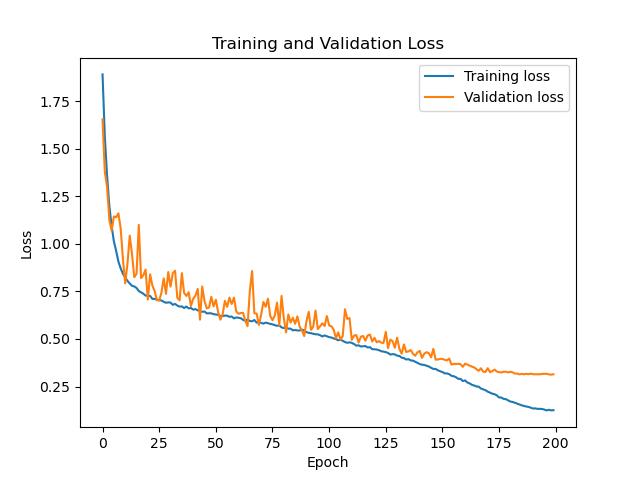 Training and Validation Loss
Training loss
Validation loss
Loss
1.75
1.50
1.25
1.00
0.75
0.50
0.25
0 25 50 75 100 125 150 175 200
Epoch